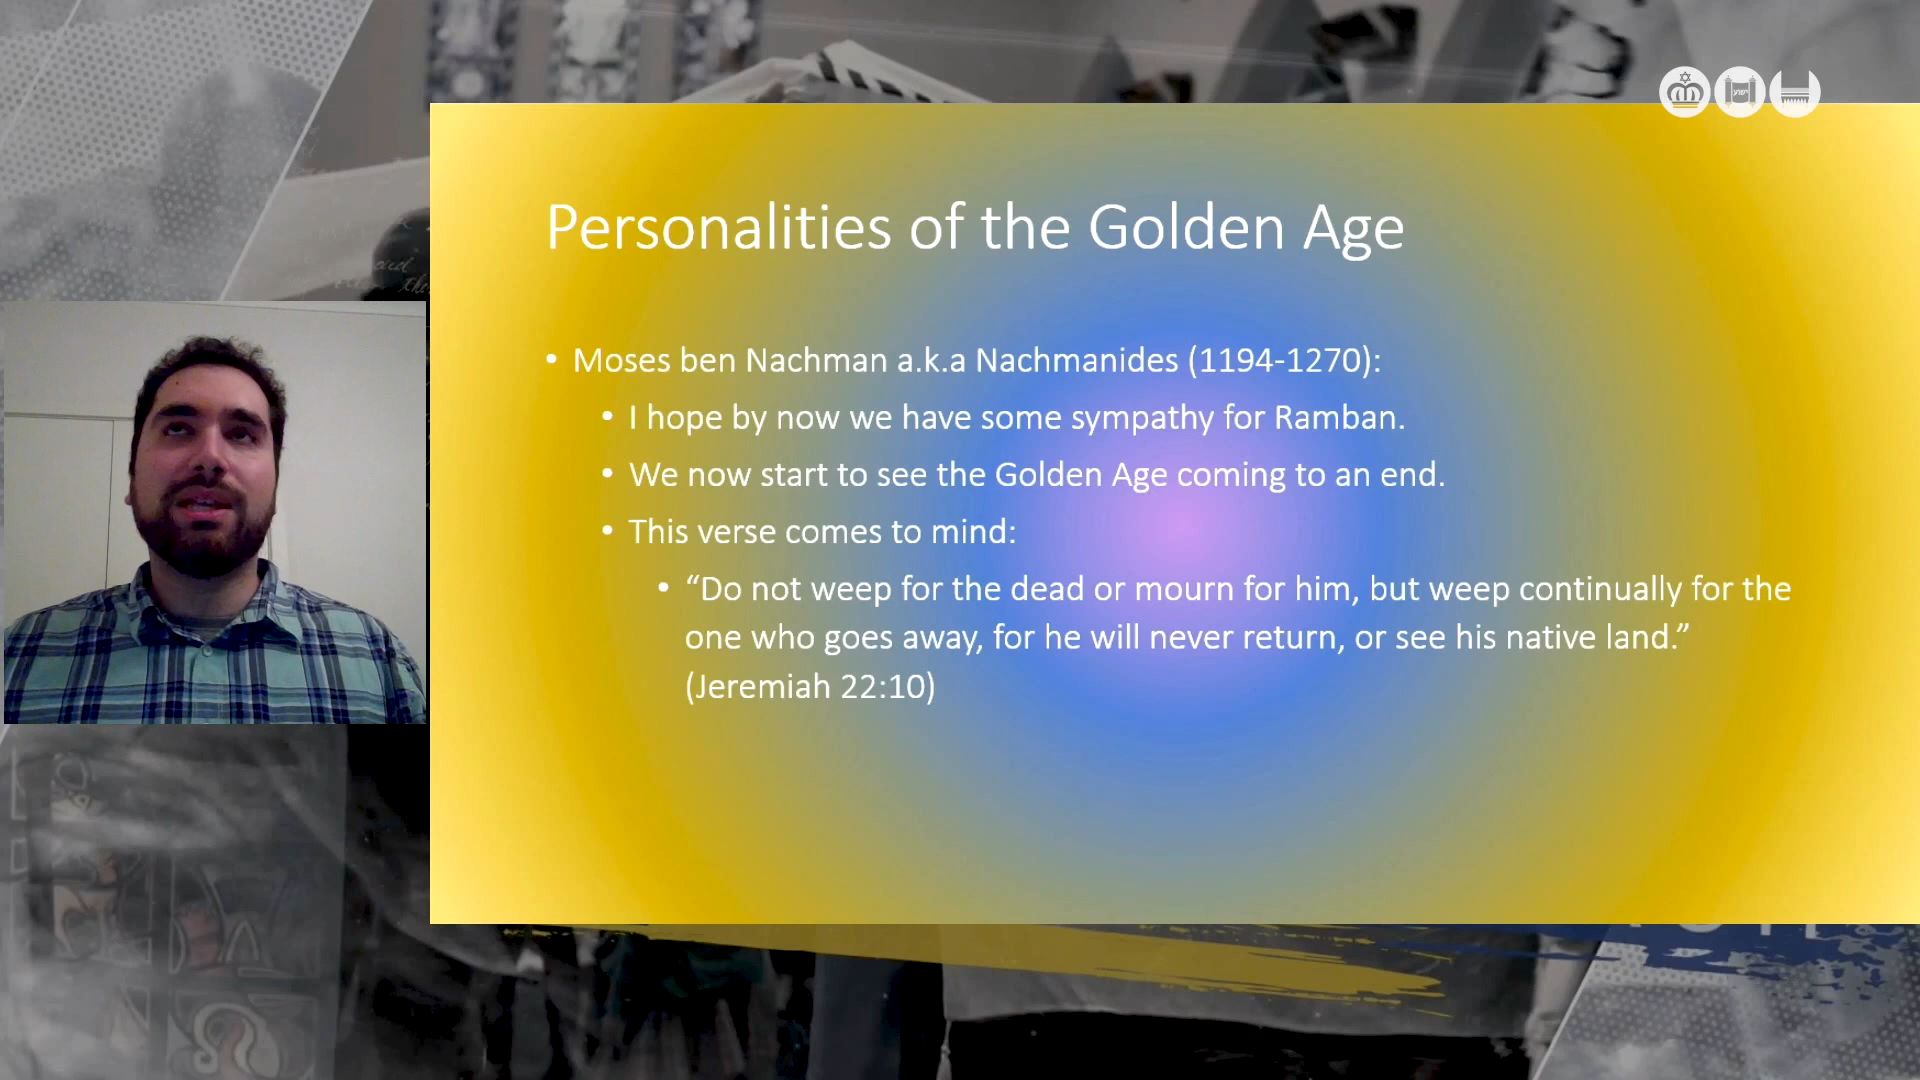 Personalities of the Golden Age
• Moses ben Nachman a.k.a Nachmanides (1194-1270):
• I hope by now we have some sympathy for Ramban.
• We now start to see the Golden Age coming to an end.
• This verse comes to mind:
• “Do not weep for the dead or mourn for him, but weep continually for the
one who goes away, for he will never return, or see his native land.”
(Jeremiah 22:10)